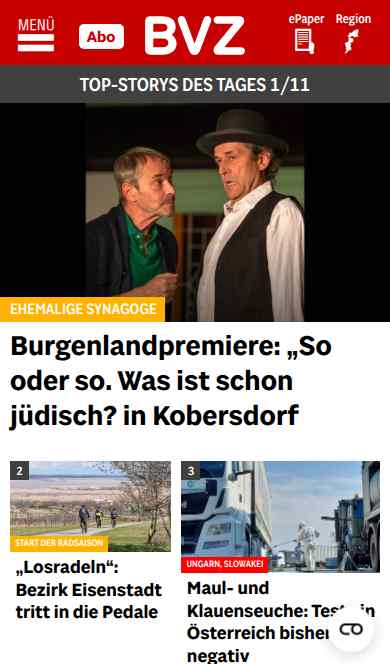 MENÜ
Abo
BVZ
ePaper
Region
TOP-STORYS DES TAGES 1/11
EHEMALIGE SYNAGOGE
Burgenlandpremiere: „So
oder so. Was ist schon
jüdisch? in Kobersdorf
2
START DER RADSAISON
„Losradeln“:
Bezirk Eisenstadt
tritt in die Pedale
3
UNGARN, SLOWAKEI
Maul- und
Klauenseuche: Tests in
Österreich bisher
negativ